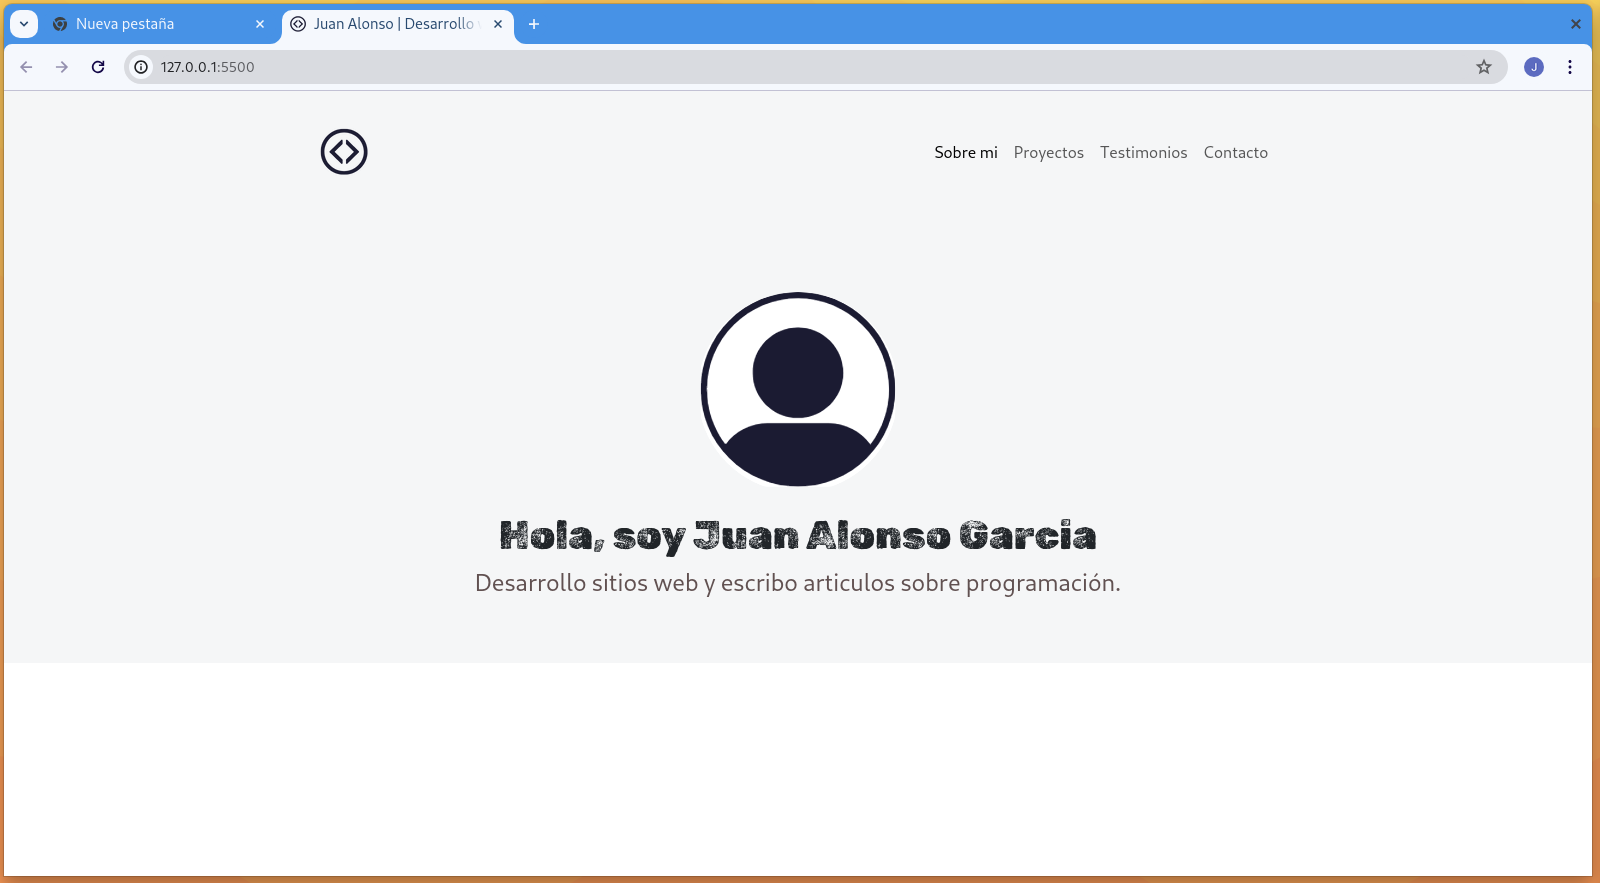 Nueva pestaña
Juan Alonso | Desarrollo
127.0.0.1:5500
J
Sobre mi Proyectos Testimonios Contacto
Hola, soy Juan Alonso Garcia
Desarrollo sitios web y escribo articulos sobre programación.